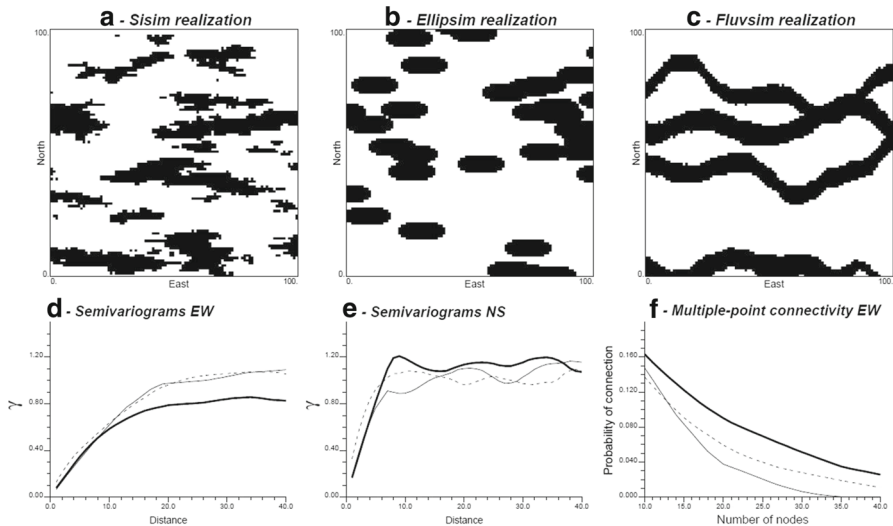 a - Sisim realization
b - Ellipsim realization
c - Fluvsim realization
100.
North
0.
0.
East
100.
100.
North
0.
0.
East
100.
100.
North
0.
0.
East
100.
d - Semivariograms EW
e - Semivariograms NS
f - Multiple-point connectivity EW
γ
1.20
0.80
0.40
0.00
0.0
10.0
20.0
30.0
40.0
Distance
γ
1.20
0.80
0.40
0.00
0.0
10.0
20.0
30.0
40.0
Distance
Probability of connection
0.160
0.120
0.080
0.040
0.000
10.0
15.0
20.0
25.0
30.0
35.0
40.0
Number of nodes